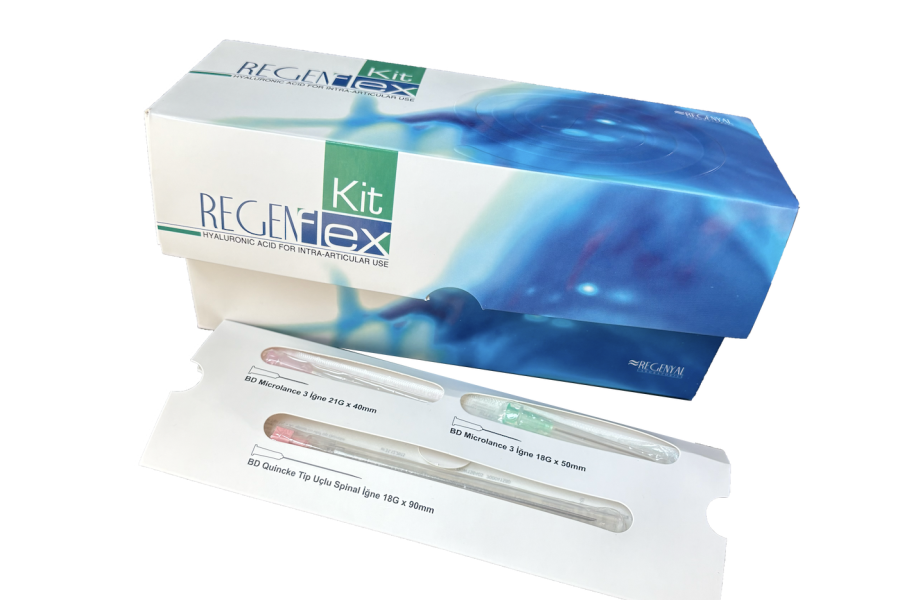 REGENflex Kit
HYALURONIC ACID FOR INTRA-ARTICULAR USE
REGENYAL
Kit
REGENflex
HYALURONIC ACID FOR INTRA-ARTICULAR USE
REGENYAL
BD Microlance 3 İğne 21G x 40mm
BD Microlance 3 İğne 18G x 50mm
BD Quincke Tip Uçlu Spinal İğne 18G x 90mm